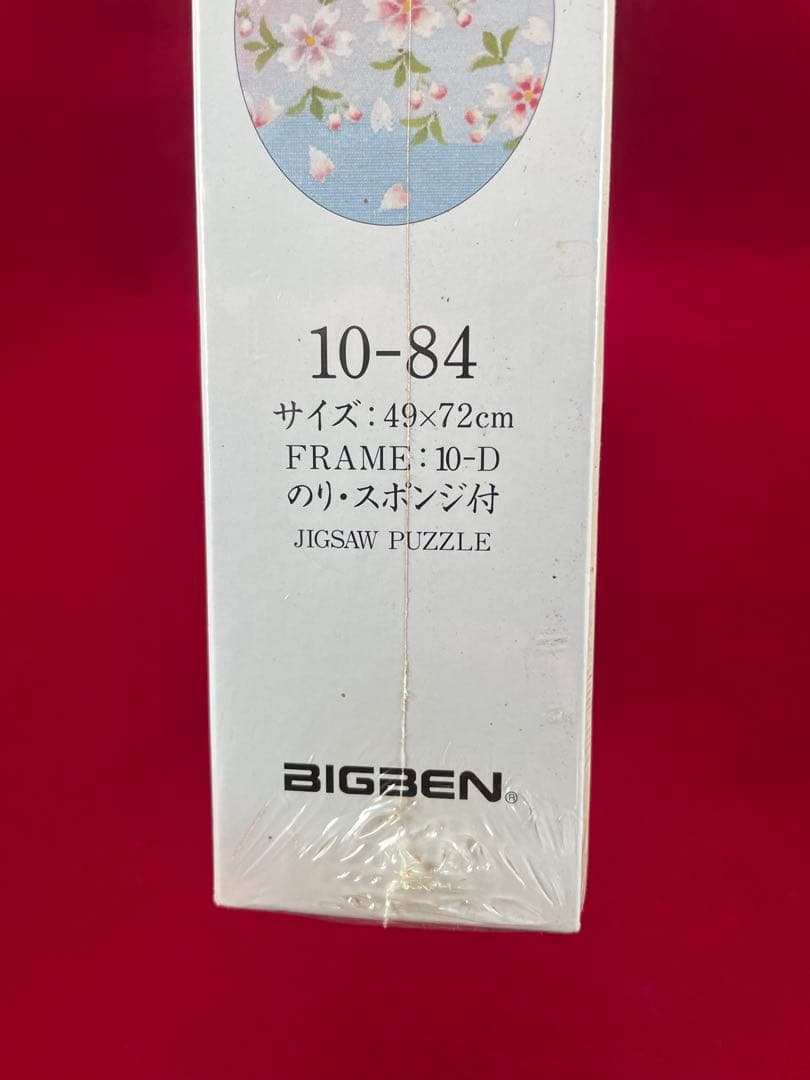 10-84
サイズ:49×72cm
FRAME:10-D
のり・スポンジ付
JIGSAW PUZZLE
BIGBEN®